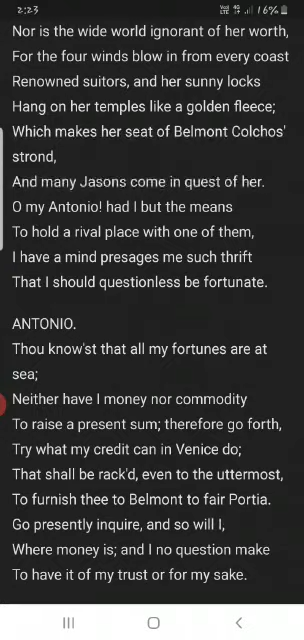 2:23
16%
Nor is the wide world ignorant of her worth,
For the four winds blow in from every coast
Renowned suitors, and her sunny locks
Hang on her temples like a golden fleece;
Which makes her seat of Belmont Colchos'
strond,
And many Jasons come in quest of her.
O my Antonio! had I but the means
To hold a rival place with one of them,
I have a mind presages me such thrift
That I should questionless be fortunate.
ANTONIO.
Thou know'st that all my fortunes are at
sea;
Neither have I money nor commodity
To raise a present sum; therefore go forth,
Try what my credit can in Venice do;
That shall be rack'd, even to the uttermost,
To furnish thee to Belmont to fair Portia.
Go presently inquire, and so will I,
Where money is; and I no question make
To have it of my trust or for my sake.